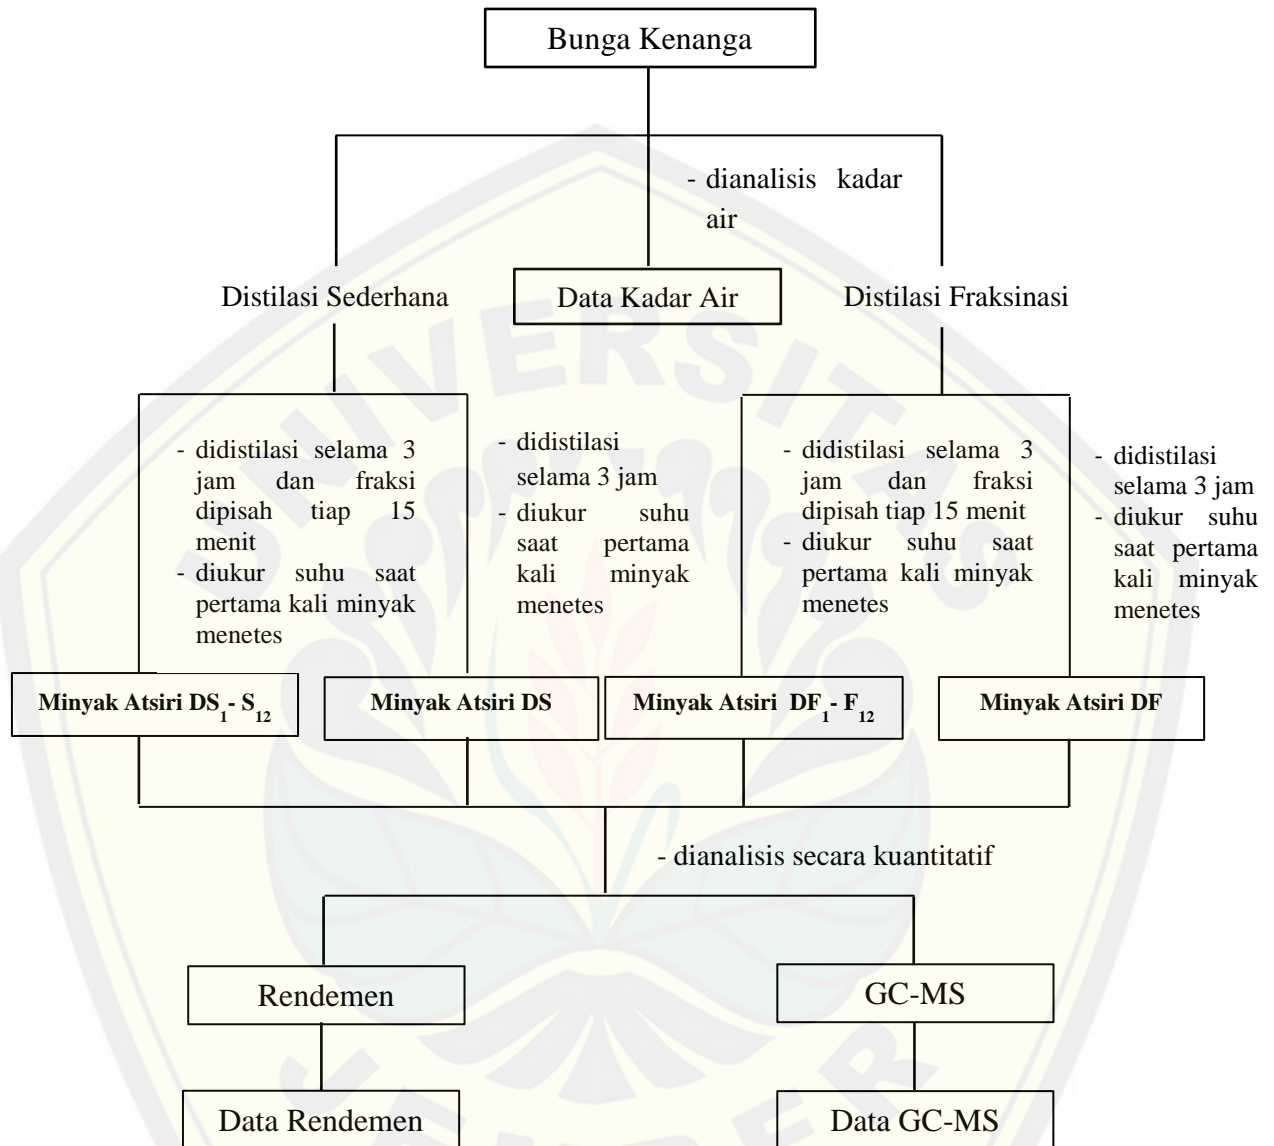 Bunga Kenanga
- dianalisis kadar
air
Distilasi Sederhana
Data Kadar Air
Distilasi Fraksinasi
- didistilasi selama 3
jam dan fraksi
dipisah tiap 15
menit
- diukur suhu saat
pertama kali minyak
menetes
- didistilasi
selama 3 jam
- diukur suhu
saat pertama
kali minyak
menetes
- didistilasi selama 3
jam dan fraksi
dipisah tiap 15 menit
- diukur suhu saat
pertama kali minyak
menetes
- didistilasi
selama 3 jam
- diukur suhu
saat pertama
kali minyak
menetes
Minyak Atsiri DS₁- S₁₂
Minyak Atsiri DS
Minyak Atsiri DF₁- F₁₂
Minyak Atsiri DF
- dianalisis secara kuantitatif
Rendemen
GC-MS
Data Rendemen
Data GC-MS
UNIVERSITAS
JEMBER